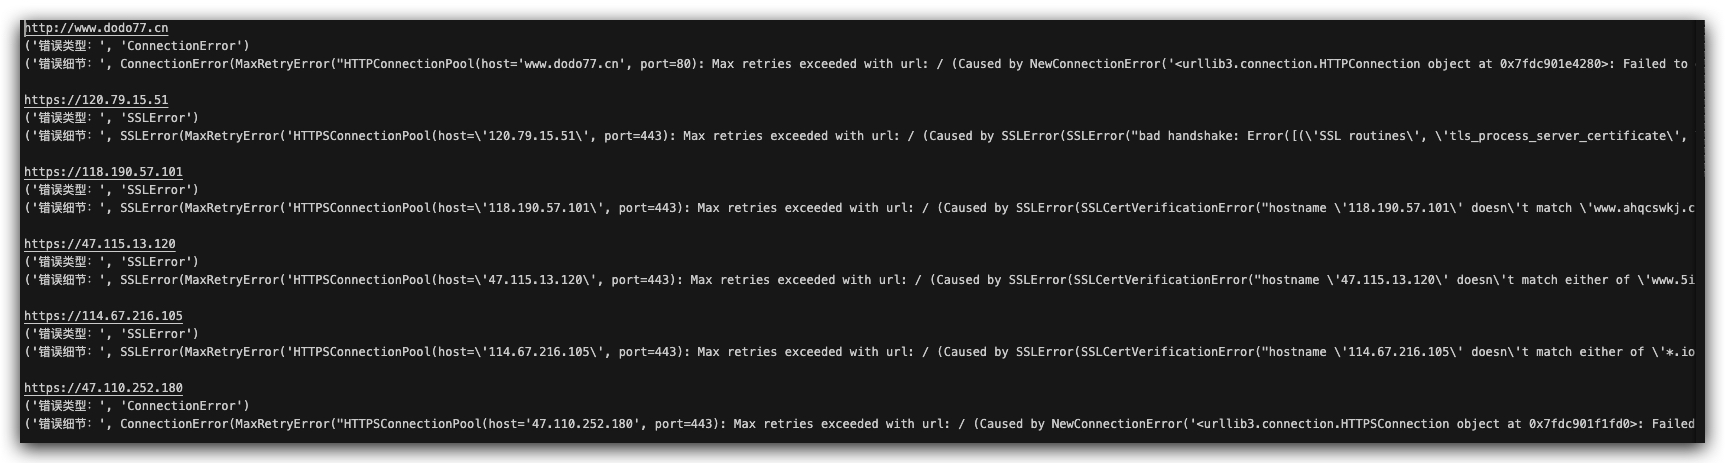 http://www.dodo77.cn
('错误类型：', 'ConnectionError')
('错误细节：', ConnectionError(MaxRetryError("HTTPConnectionPool(host='www.dodo77.cn', port=80): Max retries exceeded with url: / (Caused by NewConnectionError('<urllib3.connection.HTTPConnection object at 0x7fdc901e4280>: Failed to
https://120.79.15.51
('错误类型：', 'SSLError')
('错误细节：', SSLError(MaxRetryError('HTTPSConnectionPool(host=\'120.79.15.51\', port=443): Max retries exceeded with url: / (Caused by SSLError(SSLError("bad handshake: Error([(\'SSL routines\', \'tls_process_server_certificate\',
https://118.190.57.101
('错误类型：', 'SSLError')
('错误细节：', SSLError(MaxRetryError('HTTPSConnectionPool(host=\'118.190.57.101\', port=443): Max retries exceeded with url: / (Caused by SSLError(SSLCertVerificationError("hostname \'118.190.57.101\' doesn\'t match \'www.ahqcswkj.c
https://47.115.13.120
('错误类型：', 'SSLError')
('错误细节：', SSLError(MaxRetryError('HTTPSConnectionPool(host=\'47.115.13.120\', port=443): Max retries exceeded with url: / (Caused by SSLError(SSLCertVerificationError("hostname \'47.115.13.120\' doesn\'t match either of \'www.5i
https://114.67.216.105
('错误类型：', 'SSLError')
('错误细节：', SSLError(MaxRetryError('HTTPSConnectionPool(host=\'114.67.216.105\', port=443): Max retries exceeded with url: / (Caused by SSLError(SSLCertVerificationError("hostname \'114.67.216.105\' doesn\'t match either of \'*.io
https://47.110.252.180
('错误类型：', 'ConnectionError')
('错误细节：', ConnectionError(MaxRetryError("HTTPSConnectionPool(host='47.110.252.180', port=443): Max retries exceeded with url: / (Caused by NewConnectionError('<urllib3.connection.HTTPSConnection object at 0x7fdc901f1fd0>: Failed